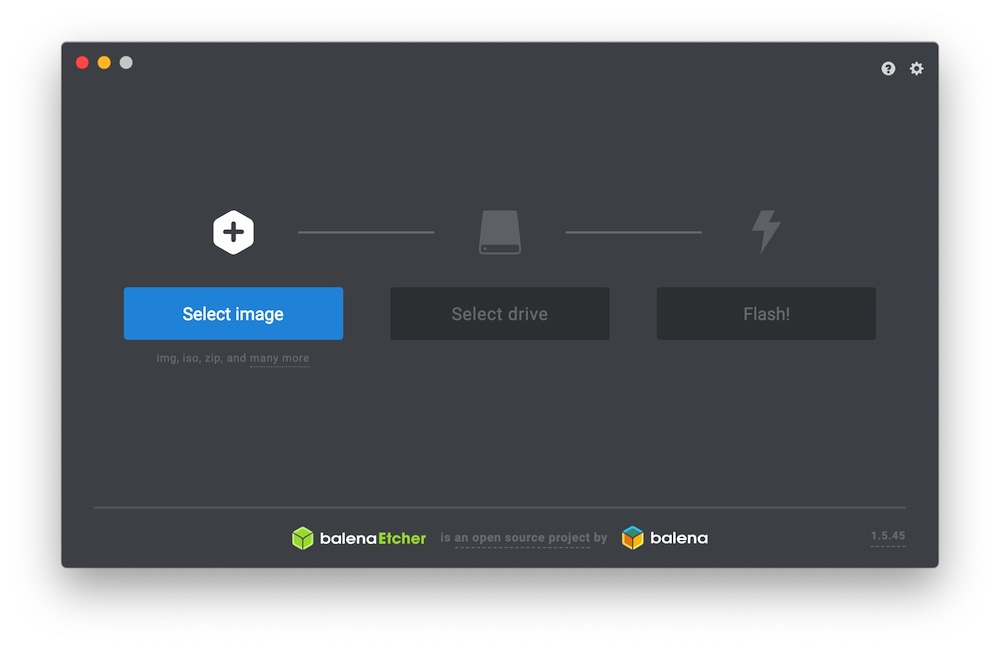 Select image
Select drive
Flash!
img, iso, zip, and many more
balenaEtcher is an open source project by balena
1.5.45